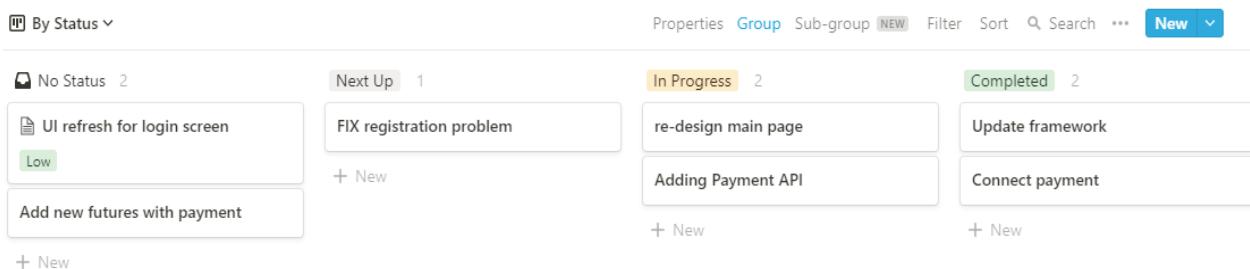 By Status
Properties Group Sub-group NEW Filter Sort Search ••• New
No Status 2
UI refresh for login screen
Low
Add new futures with payment
+ New
Next Up 1
FIX registration problem
+ New
In Progress 2
re-design main page
Adding Payment API
+ New
Completed 2
Update framework
Connect payment
+ New